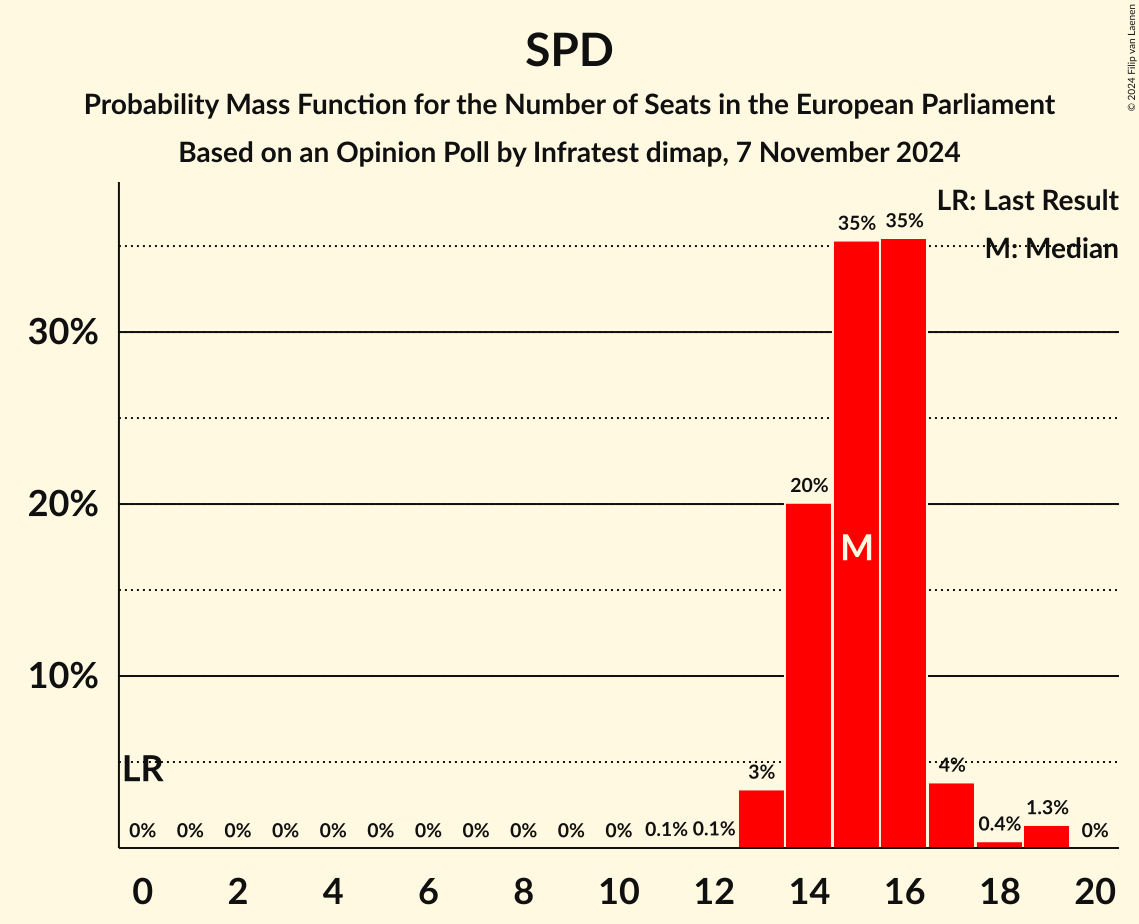 © 2024 Filip van Laenen
SPD
Probability Mass Function for the Number of Seats in the European Parliament
Based on an Opinion Poll by Infratest dimap, 7 November 2024
LR: Last Result
M: Median
35% 35%
30%
20%
20%
M
10%
LR
3% 4%
0% 0% 0% 0% 0% 0% 0% 0% 0% 0% 0% 0.1% 0.1% 0.4% 1.3% 0%
0 2 4 6 8 10 12 14 16 18 20